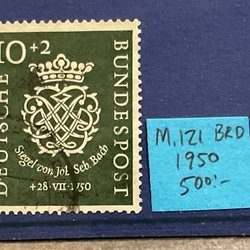 10+2
DEUTSCHE
BUNDESPOST
Siegel von Joh. Seb. Bach
+28·VII·1750
M.121 BRD
1950
500:-